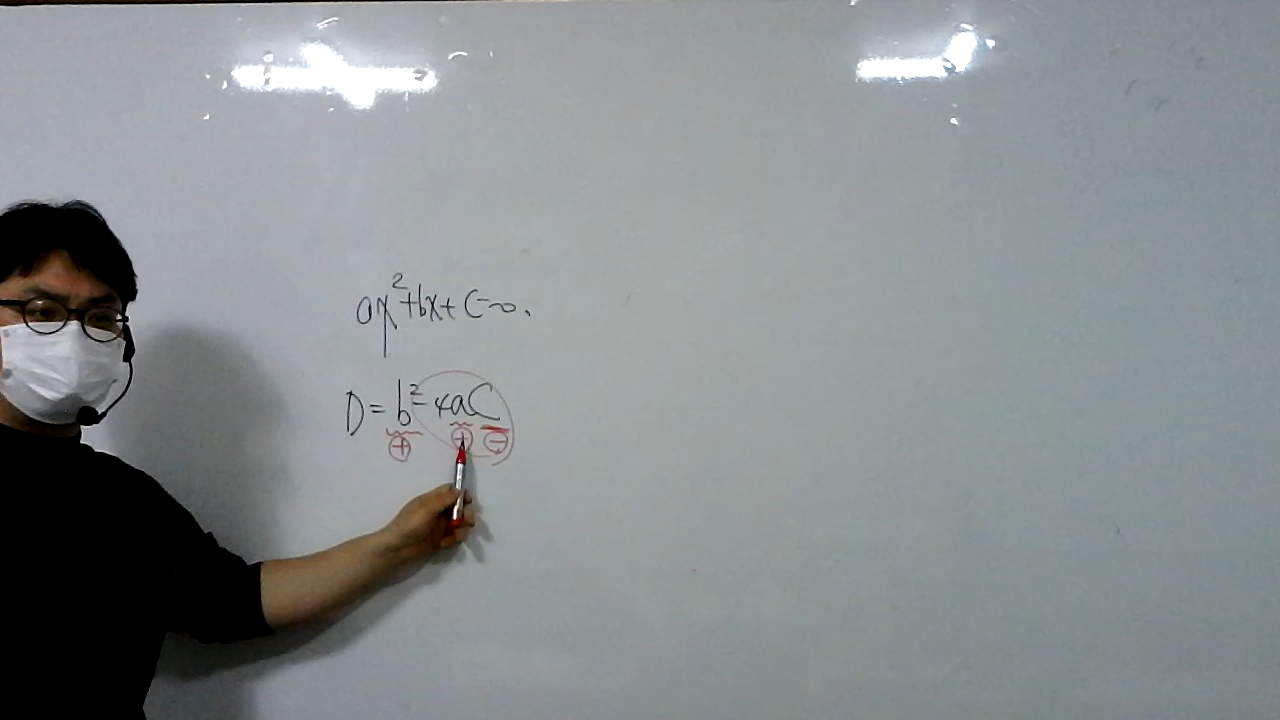 ax²+bx+c=0.
D=b²-4ac
⊕ ⊕ ⊖